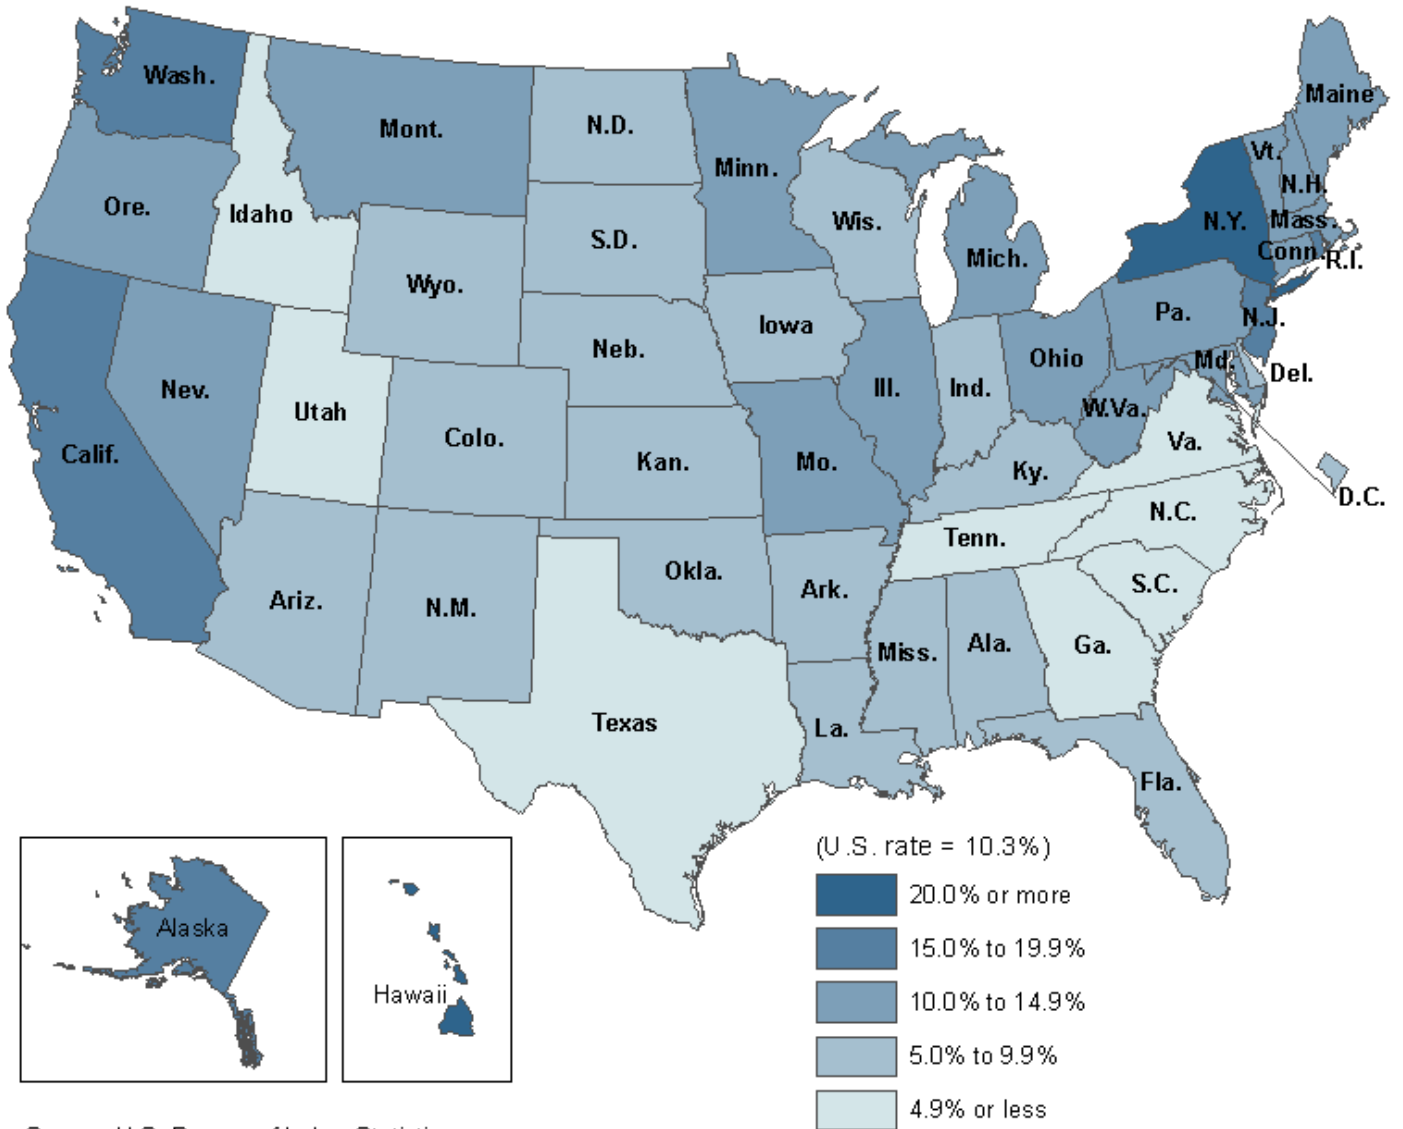 Wash.
Mont.
N.D.
Minn.
Maine
Vt.
N.H.
Ore.
Idaho
S.D.
Wis.
N.Y.
Mass.
Conn.
R.I.
Mich.
Wyo.
Iowa
Pa.
N.J.
Neb.
Ohio
Md.
Del.
Nev.
Utah
Ill.
Ind.
W.Va.
Colo.
Va.
Calif.
Kan.
Mo.
Ky.
D.C.
N.C.
Tenn.
Okla.
Ark.
S.C.
Ariz.
N.M.
Miss.
Ala.
Ga.
Texas
La.
Fla.
Alaska
Hawaii
(U.S. rate = 10.3%)
20.0% or more
15.0% to 19.9%
10.0% to 14.9%
5.0% to 9.9%
4.9% or less